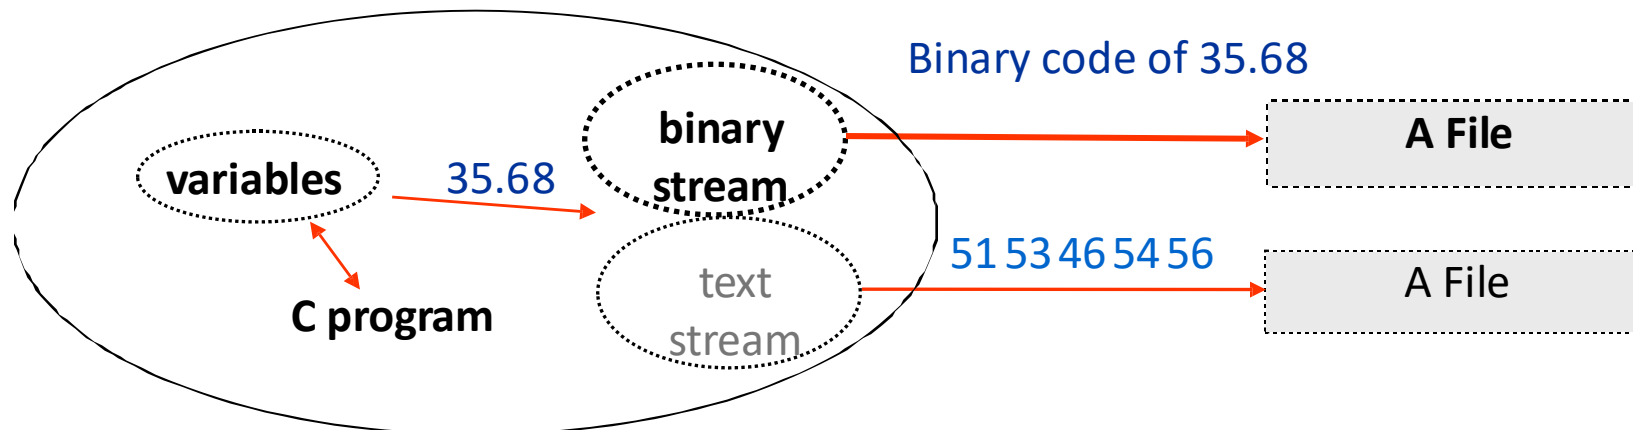 Binary code of 35.68
binary
stream
A File
variables
35.68
51 53 46 54 56
text
stream
A File
C program